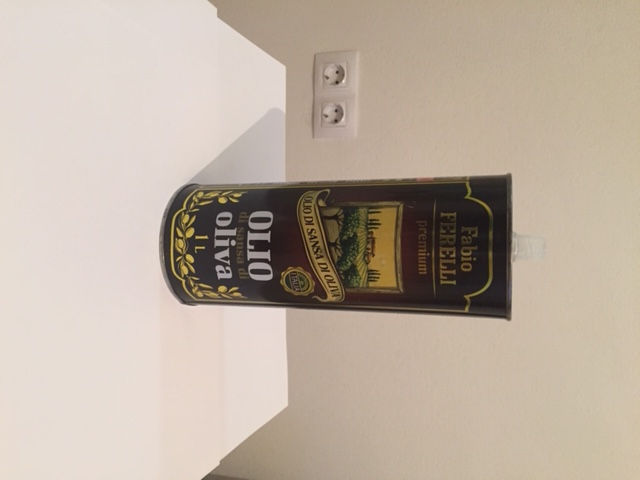 Fabio
FERELLI
premium
OLIO DI SANSA DI OLIVA
OLIO
di sansa di
oliva
1 L